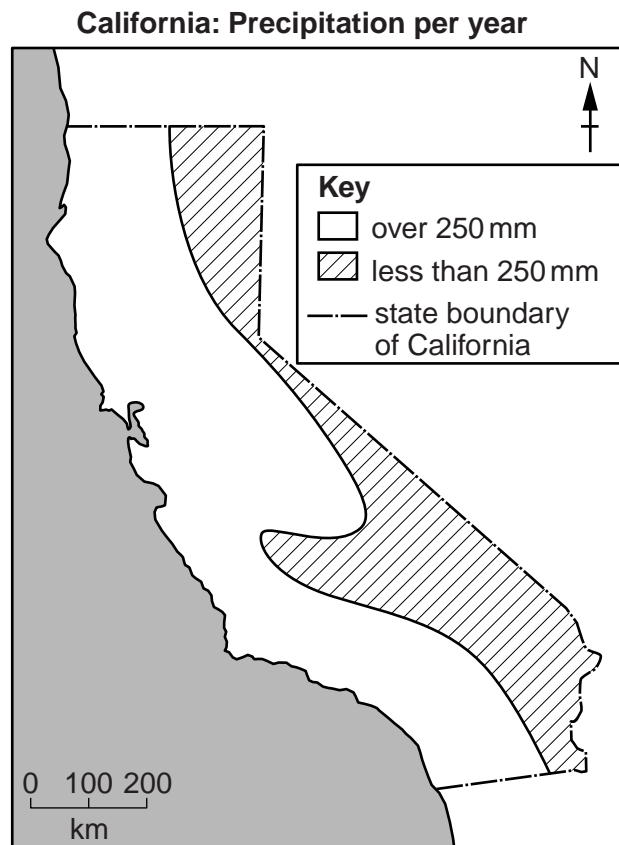 California: Precipitation per year
N
Key
over 250 mm
less than 250 mm
state boundary
of California
0 100 200
km